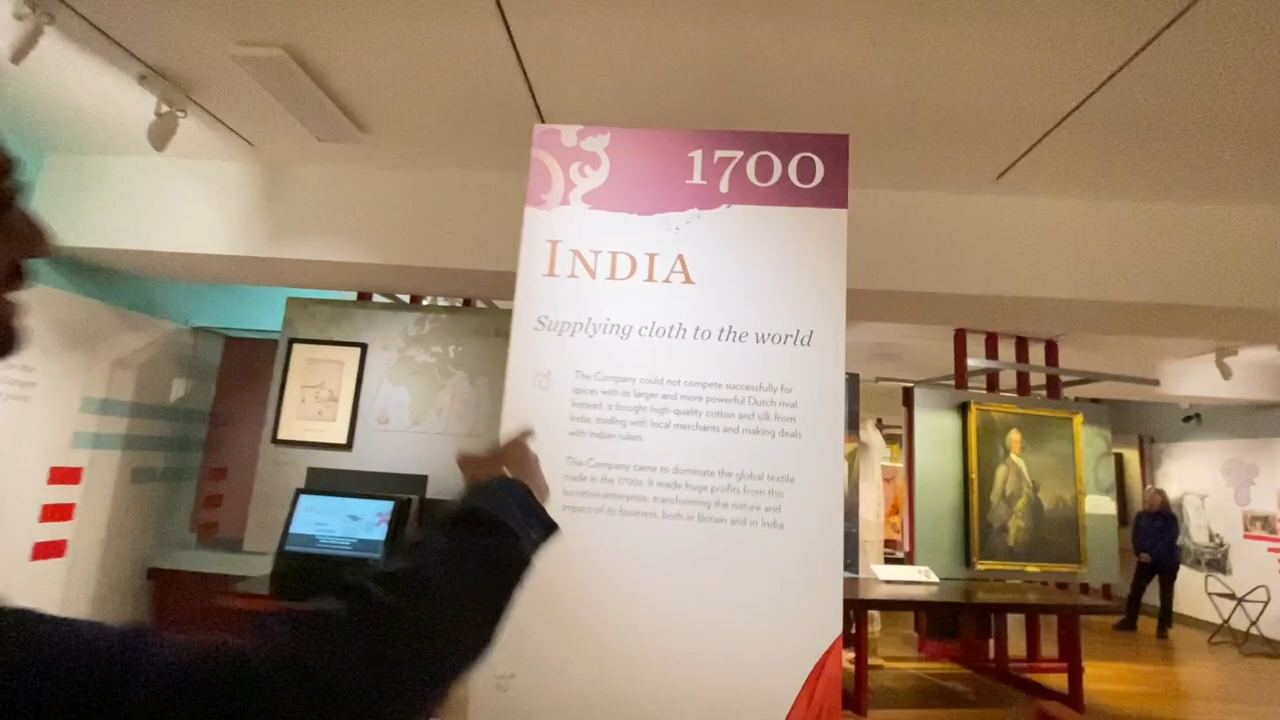 1700
INDIA
Supplying cloth to the world
The Company could not compete successfully for
spices with its larger and more powerful Dutch rival.
Instead, it bought high-quality cotton and silk from
India, trading with local merchants and making deals
with Indian rulers.
The Company came to dominate the global textile
trade in the 1700s. It made huge profits from this
lucrative enterprise, transforming the nature and
impact of its business, both in Britain and in India